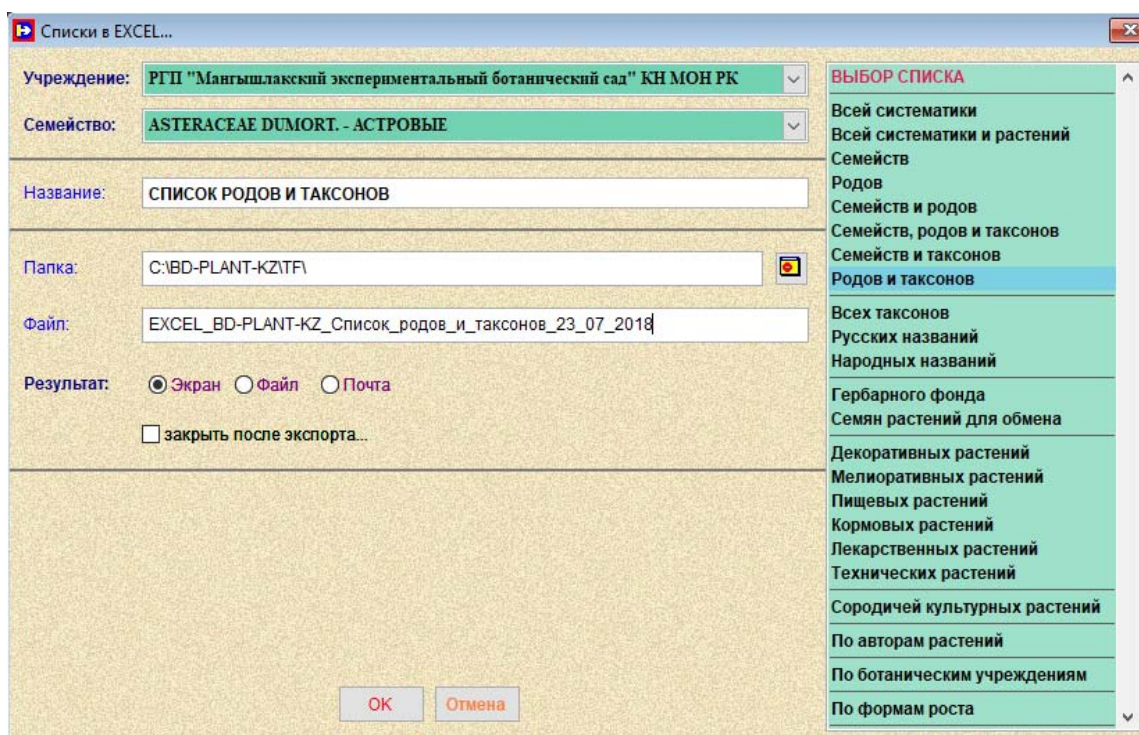 Списки в EXCEL...
Учреждение:
РГП "Мангышлакский экспериментальный ботанический сад" КН МОН РК
Семейство:
ASTERACEAE DUMORT. - АСТРОВЫЕ
Название:
СПИСОК РОДОВ И ТАКСОНОВ
Папка:
C:\BD-PLANT-KZ\TF\
Файл:
EXCEL_BD-PLANT-KZ_Список_родов_и_таксонов_23_07_2018
Результат:
Экран
Файл
Почта
закрыть после экспорта...
OK
Отмена
ВЫБОР СПИСКА
Всей систематики
Всей систематики и растений
Семейств
Родов
Семейств и родов
Семейств, родов и таксонов
Семейств и таксонов
Родов и таксонов
Всех таксонов
Русских названий
Народных названий
Гербарного фонда
Семян растений для обмена
Декоративных растений
Мелиоративных растений
Пищевых растений
Кормовых растений
Лекарственных растений
Технических растений
Сородичей культурных растений
По авторам растений
По ботаническим учреждениям
По формам роста